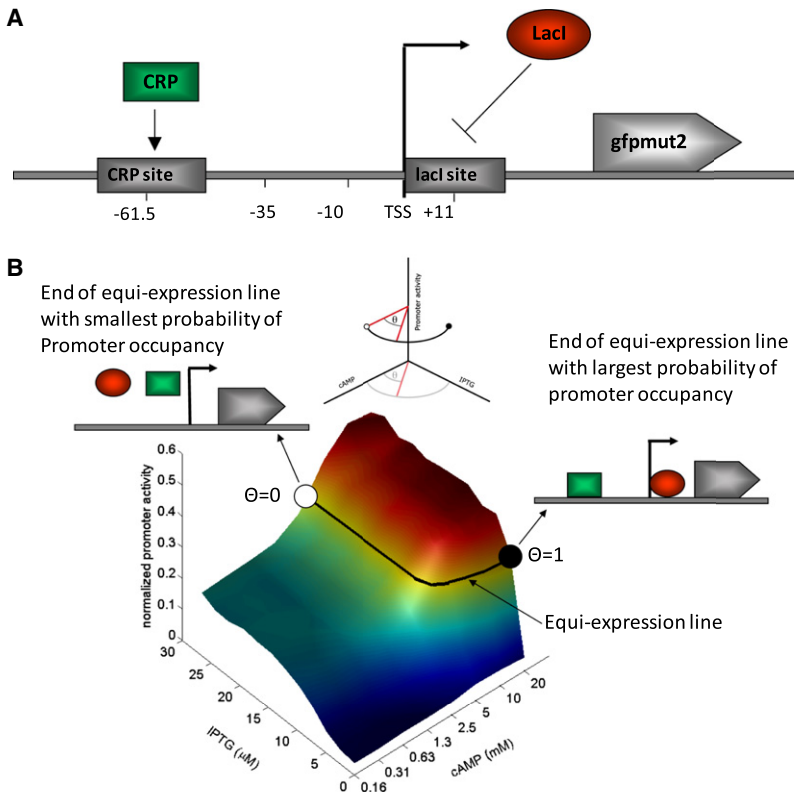 A
LacI
CRP
gfpmut2
CRP site
lacI site
-61.5
-35
-10
TSS
+11
B
End of equi-expression line
with smallest probability of
Promoter occupancy
Promoter activity
θ
θ
cAMP
IPTG
End of equi-expression line
with largest probability of
promoter occupancy
Θ=0
Θ=1
Equi-expression line
normalized promoter activity
0.6
0.5
0.4
0.3
0.2
0.1
0
30
25
20
15
10
5
0
IPTG (μM)
0.16
0.31
0.63
1.3
2.5
5
10
20
cAMP (mM)